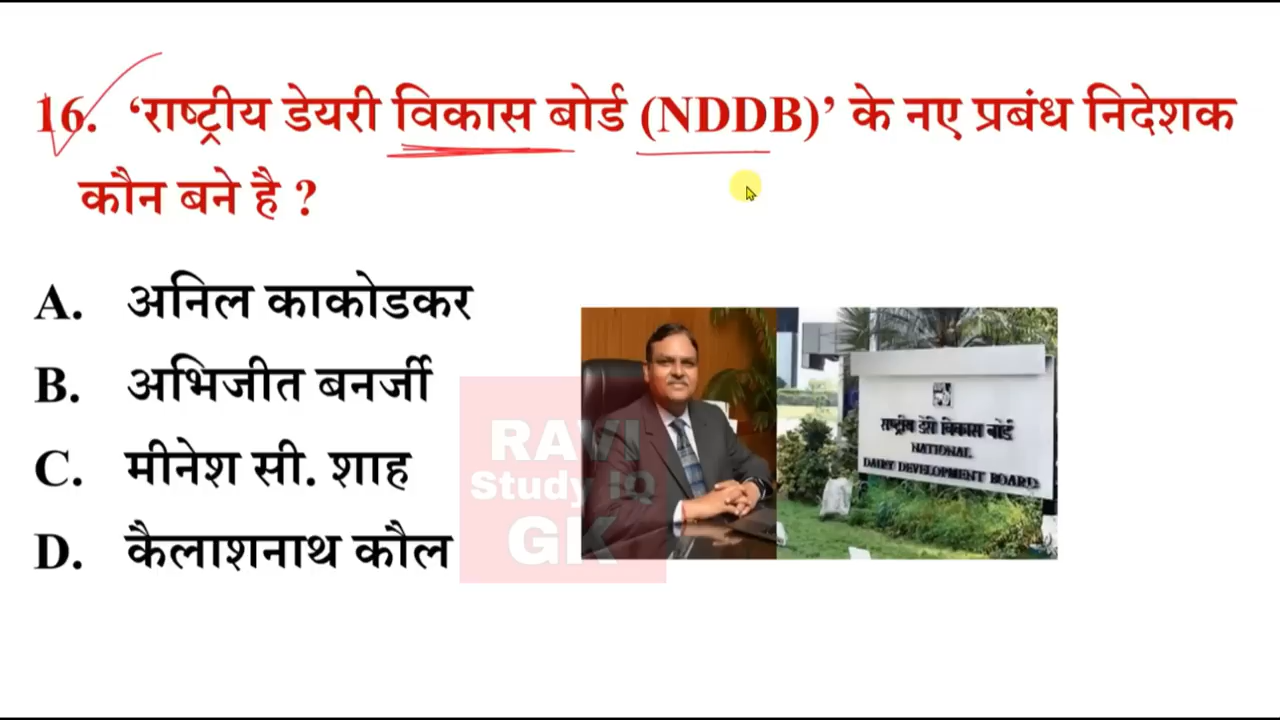 16. ‘राष्ट्रीय डेयरी विकास बोर्ड (NDDB)’ के नए प्रबंध निदेशक
कौन बने है ?
A. अनिल काकोडकर
B. अभिजीत बनर्जी
C. मीनेश सी. शाह
D. कैलाशनाथ कौल
RAVI
Study IQ
GK
राष्ट्रीय डेरी विकास बोर्ड
NATIONAL
DAIRY DEVELOPMENT BOARD